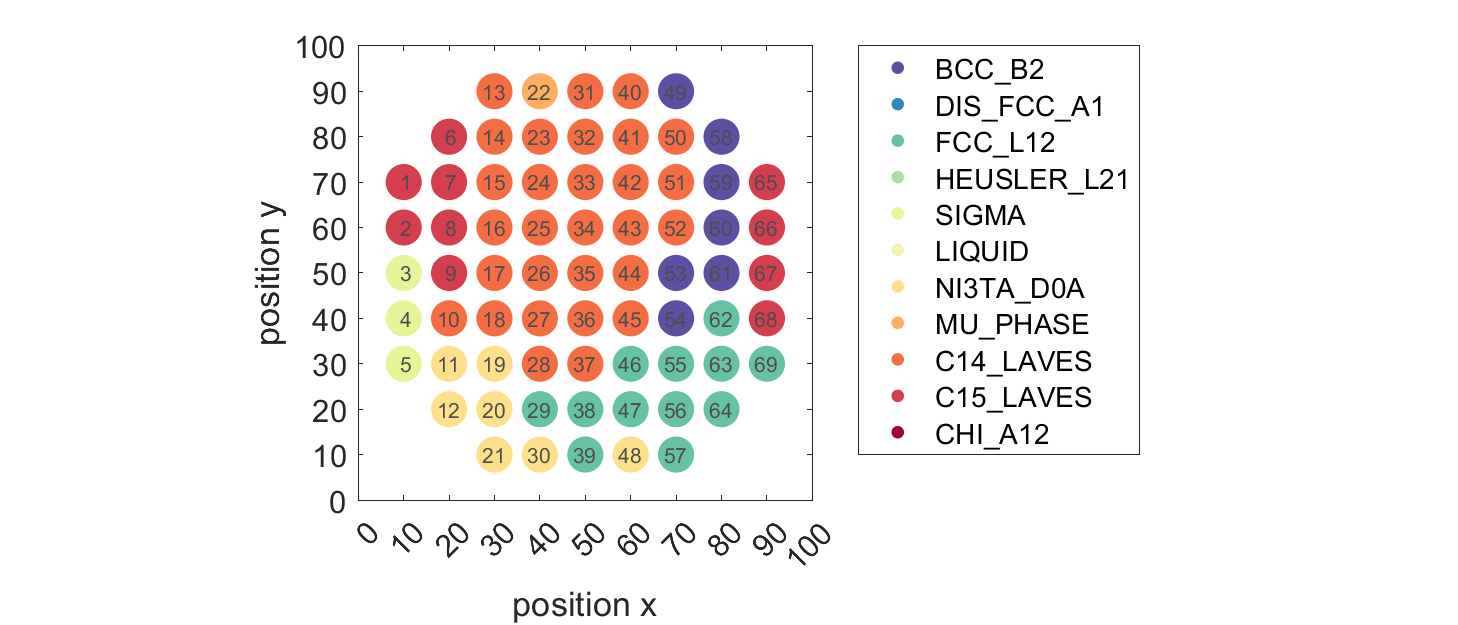 100
90
80
70
60
50
40
30
20
10
0
position y
13 22 31 40 49
6 14 23 32 41 50 58
1 7 15 24 33 42 51 59 65
2 8 16 25 34 43 52 60 66
3 9 17 26 35 44 53 61 67
4 10 18 27 36 45 54 62 68
5 11 19 28 37 46 55 63 69
12 20 29 38 47 56 64
21 30 39 48 57
0 10 20 30 40 50 60 70 80 90 100
position x
BCC_B2
DIS_FCC_A1
FCC_L12
HEUSLER_L21
SIGMA
LIQUID
NI3TA_D0A
MU_PHASE
C14_LAVES
C15_LAVES
CHI_A12